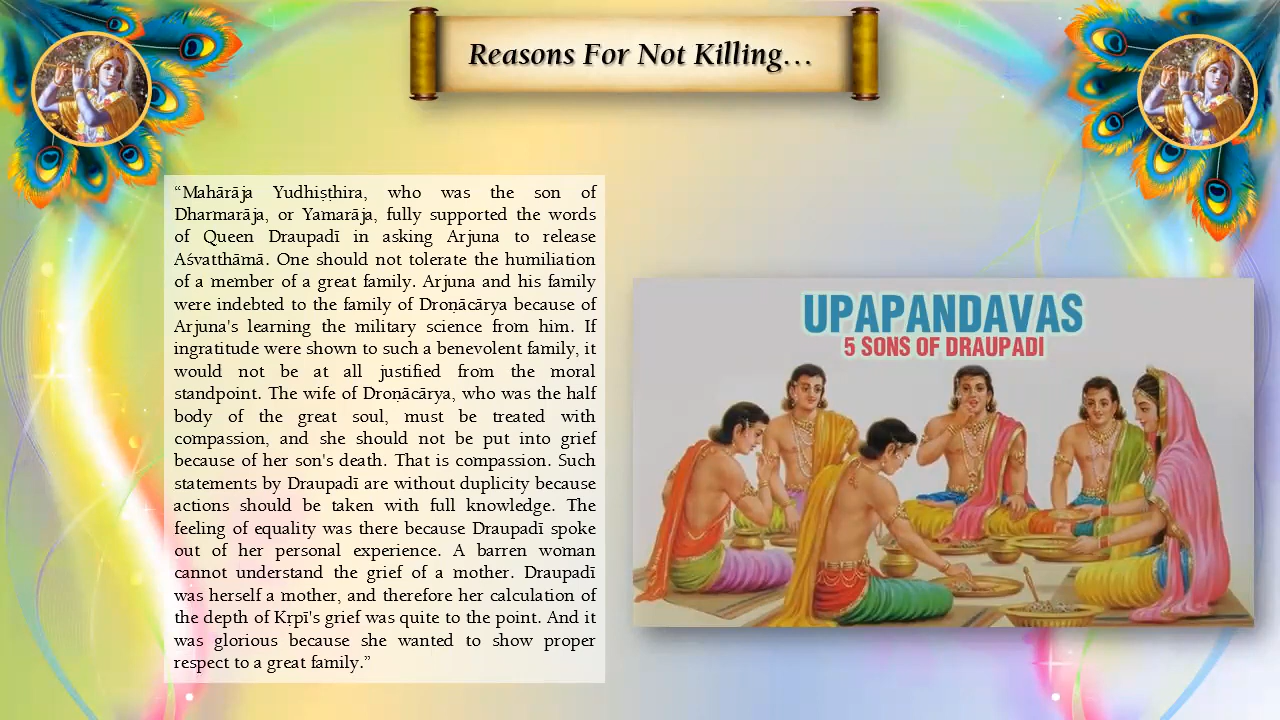 Reasons For Not Killing…
“Mahārāja Yudhiṣṭhira, who was the son of
Dharmarāja, or Yamarāja, fully supported the words
of Queen Draupadī in asking Arjuna to release
Aśvatthāmā. One should not tolerate the humiliation
of a member of a great family. Arjuna and his family
were indebted to the family of Droṇācārya because of
Arjuna's learning the military science from him. If
ingratitude were shown to such a benevolent family, it
would not be at all justified from the moral
standpoint. The wife of Droṇācārya, who was the half
body of the great soul, must be treated with
compassion, and she should not be put into grief
because of her son's death. That is compassion. Such
statements by Draupadī are without duplicity because
actions should be taken with full knowledge. The
feeling of equality was there because Draupadī spoke
out of her personal experience. A barren woman
cannot understand the grief of a mother. Draupadī
was herself a mother, and therefore her calculation of
the depth of Kṛpī's grief was quite to the point. And it
was glorious because she wanted to show proper
respect to a great family.”
UPAPANDAVAS
5 SONS OF DRAUPADI